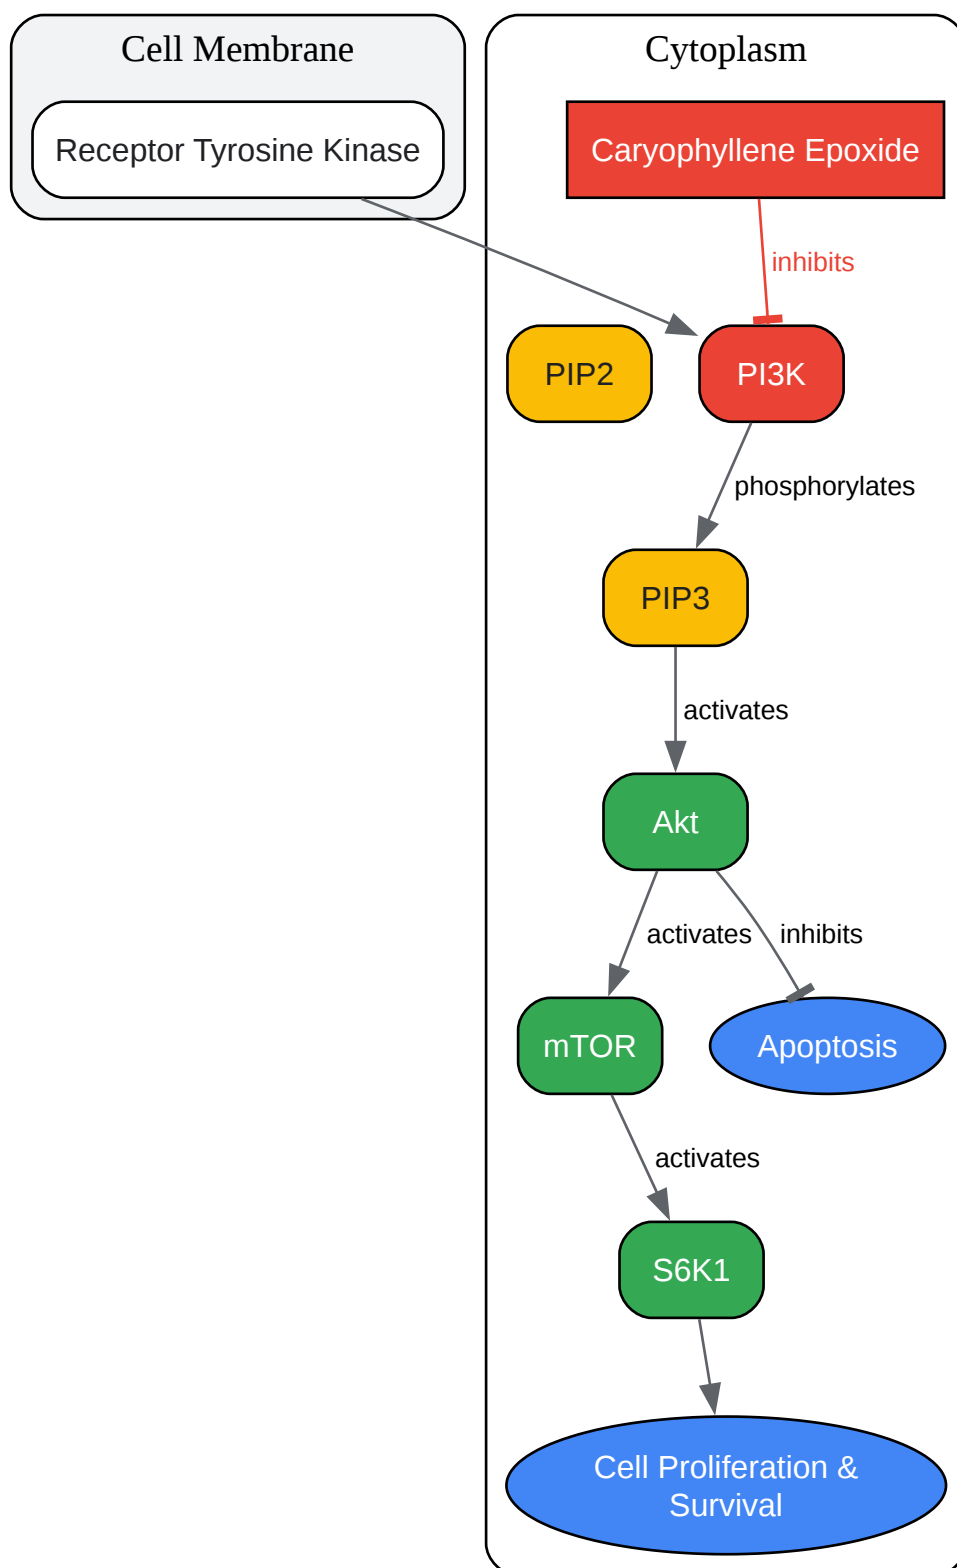 Cell Membrane
Receptor Tyrosine Kinase
Cytoplasm
Caryophyllene Epoxide
inhibits
PIP2
PI3K
phosphorylates
PIP3
activates
Akt
activates
inhibits
mTOR
Apoptosis
activates
S6K1
Cell Proliferation &
Survival